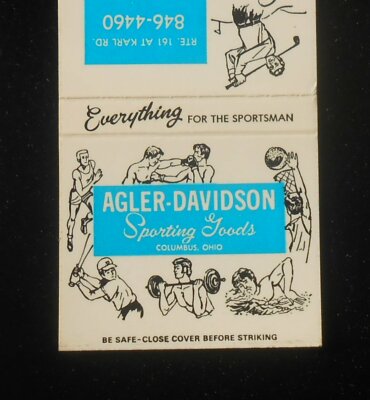 RTE. 161 AT KARL RD.
846-4460
Everything FOR THE SPORTSMAN
AGLER-DAVIDSON
Sporting Goods
COLUMBUS, OHIO
BE SAFE-CLOSE COVER BEFORE STRIKING